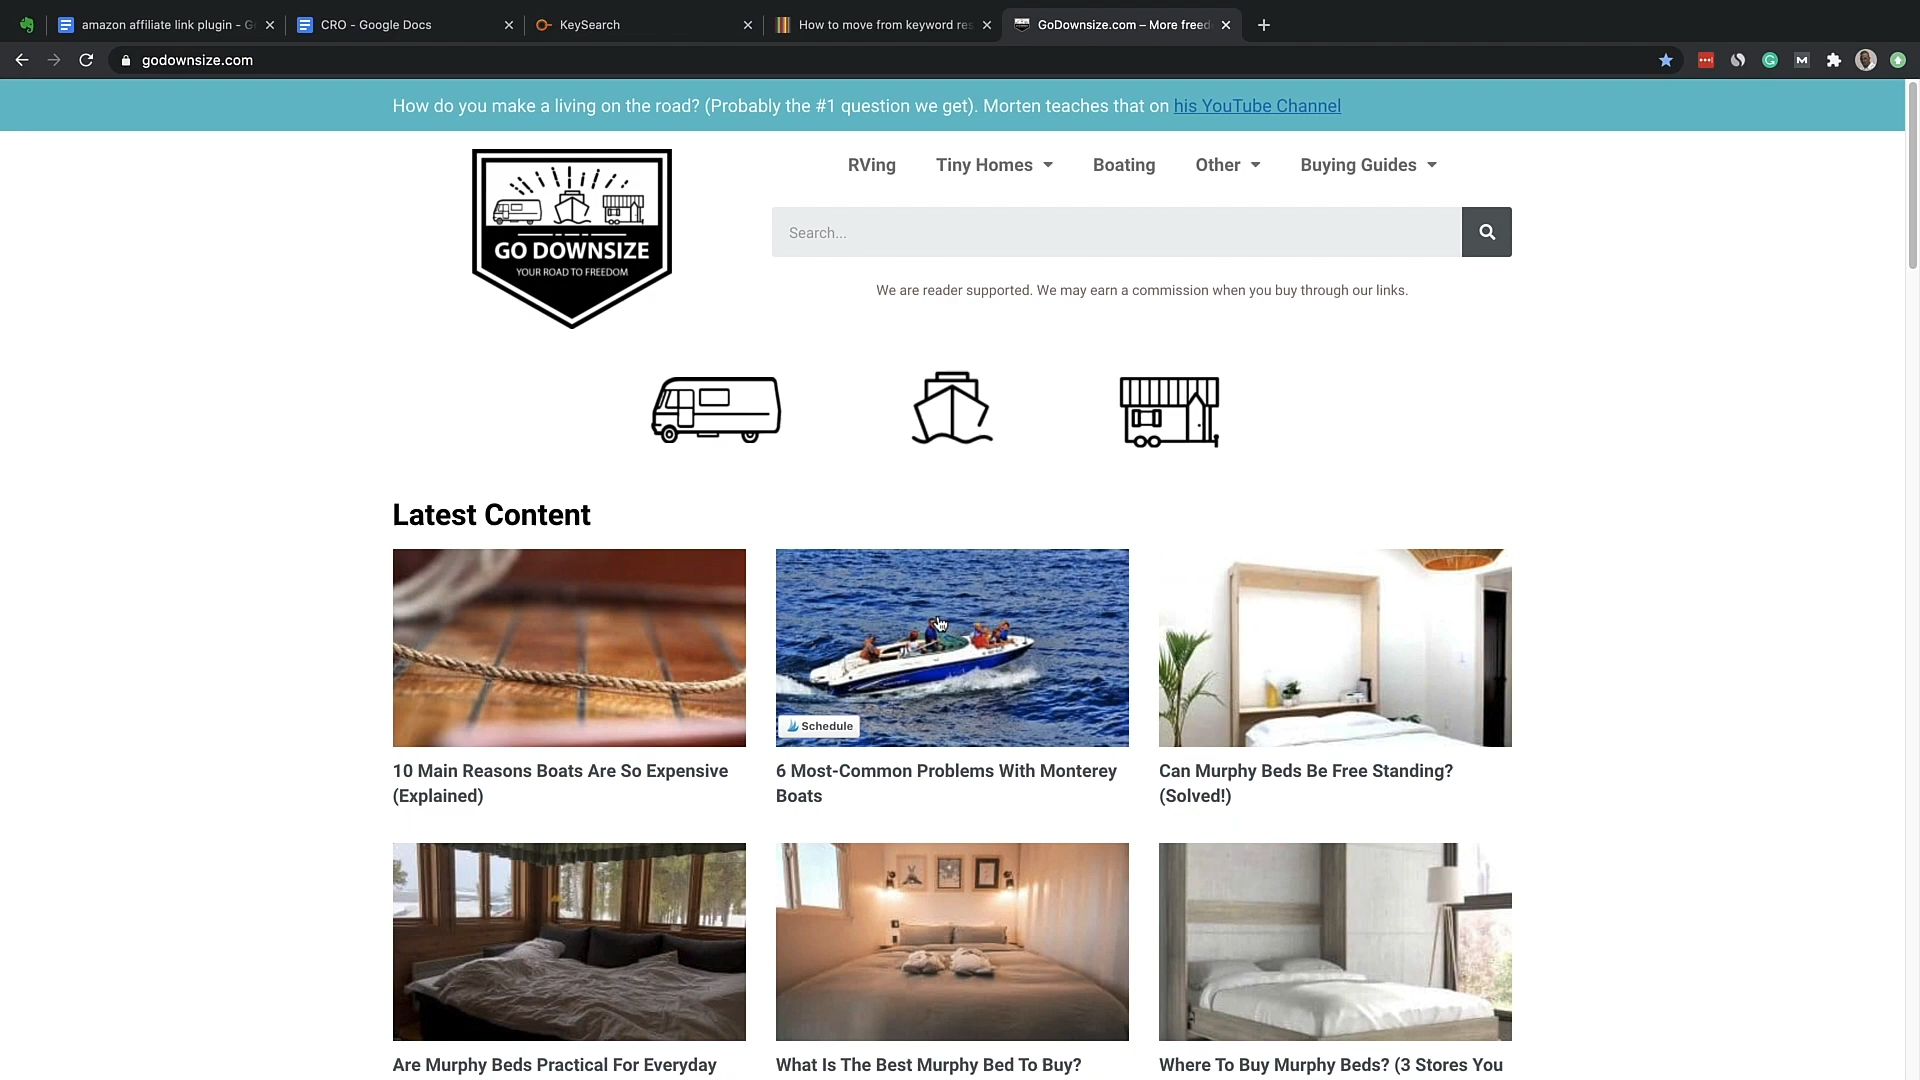 amazon affiliate link plugin - G
CRO - Google Docs
KeySearch
How to move from keyword res
GoDownsize.com – More freed
godownsize.com
How do you make a living on the road? (Probably the #1 question we get). Morten teaches that on his YouTube Channel
GO DOWNSIZE
YOUR ROAD TO FREEDOM
RVing
Tiny Homes
Boating
Other
Buying Guides
Search...
We are reader supported. We may earn a commission when you buy through our links.
Latest Content
Schedule
10 Main Reasons Boats Are So Expensive
(Explained)
6 Most-Common Problems With Monterey
Boats
Can Murphy Beds Be Free Standing?
(Solved!)
Are Murphy Beds Practical For Everyday
What Is The Best Murphy Bed To Buy?
Where To Buy Murphy Beds? (3 Stores You